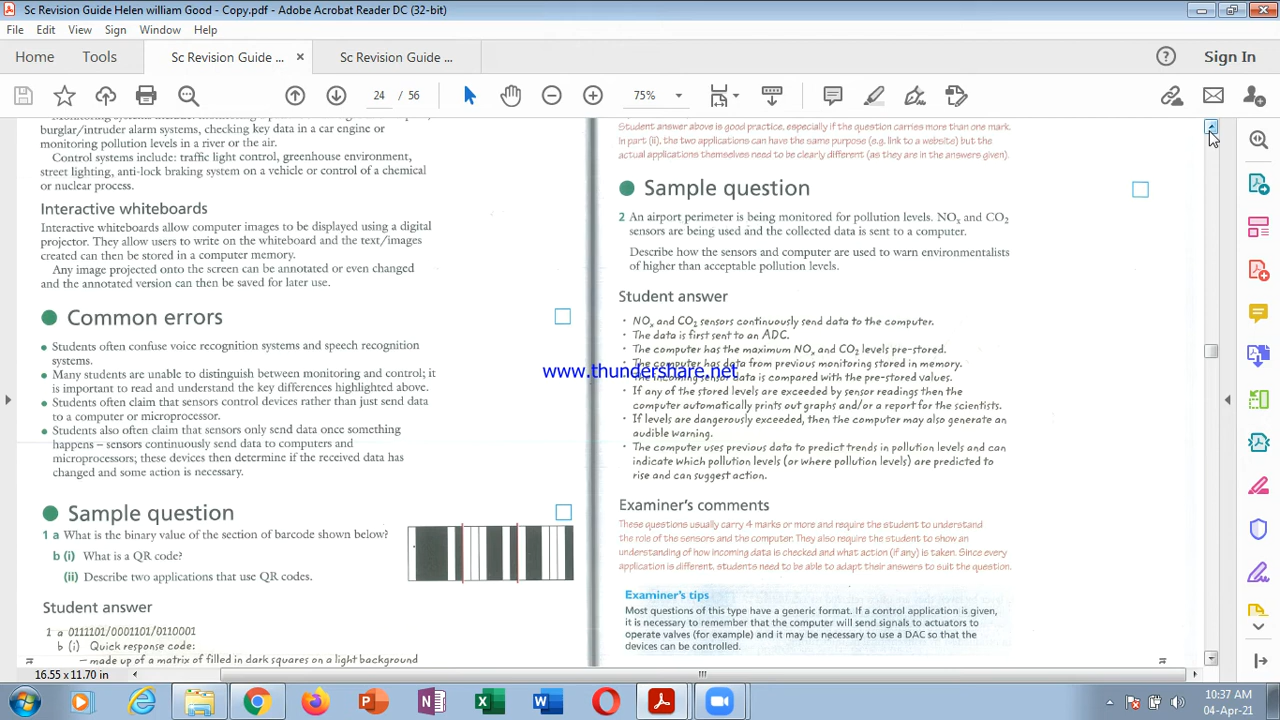 Sc Revision Guide Helen william Good - Copy.pdf - Adobe Acrobat Reader DC (32-bit)
File Edit View Sign Window Help
Home Tools Sc Revision Guide ... × Sc Revision Guide ... Sign In
24 / 56 75%
burglar/intruder alarm systems, checking key data in a car engine or
monitoring pollution levels in a river or the air.
Control systems include: traffic light control, greenhouse environment,
street lighting, anti-lock braking system on a vehicle or control of a chemical
or nuclear process.
Interactive whiteboards
Interactive whiteboards allow computer images to be displayed using a digital
projector. They allow users to write on the whiteboard and the text/images
created can then be stored in a computer memory.
Any image projected onto the screen can be annotated or even changed
and the annotated version can then be saved for later use.
Common errors
• Students often confuse voice recognition systems and speech recognition
systems.
• Many students are unable to distinguish between monitoring and control; it
is important to read and understand the key differences highlighted above.
• Students often claim that sensors control devices rather than just send data
to a computer or microprocessor.
• Students also often claim that sensors only send data once something
happens – sensors continuously send data to computers and
microprocessors; these devices then determine if the received data has
changed and some action is necessary.
Sample question
1 a What is the binary value of the section of barcode shown below?
b (i) What is a QR code?
(ii) Describe two applications that use QR codes.
Student answer
1 a 0111101/0001101/0110001
b (i) Quick response code:
– made up of a matrix of filled in dark squares on a light background
Student answer above is good practice, especially if the question carries more than one mark.
In part (ii), the two applications can have the same purpose (e.g. link to a website) but the
actual applications themselves need to be clearly different (as they are in the answers given).
Sample question
2 An airport perimeter is being monitored for pollution levels. NOx and CO2
sensors are being used and the collected data is sent to a computer.
Describe how the sensors and computer are used to warn environmentalists
of higher than acceptable pollution levels.
Student answer
• NOx and CO2 sensors continuously send data to the computer.
• The data is first sent to an ADC.
• The computer has the maximum NOx and CO2 levels pre-stored.
• The computer has data from previous monitoring stored in memory.
www.thundershare.net
• The incoming sensor data is compared with the pre-stored values.
• If any of the stored levels are exceeded by sensor readings then the
computer automatically prints out graphs and/or a report for the scientists.
• If levels are dangerously exceeded, then the computer may also generate an
audible warning.
• The computer uses previous data to predict trends in pollution levels and can
indicate which pollution levels (or where pollution levels) are predicted to
rise and can suggest action.
Examiner's comments
These questions usually carry 4 marks or more and require the student to understand
the role of the sensors and the computer. They also require the student to show an
understanding of how incoming data is checked and what action (if any) is taken. Since every
application is different, students need to be able to adapt their answers to suit the question.
Examiner's tips
Most questions of this type have a generic format. If a control application is given,
it is necessary to remember that the computer will send signals to actuators to
operate valves (for example) and it may be necessary to use a DAC so that the
devices can be controlled.
16.55 x 11.70 in
10:37 AM
04-Apr-21